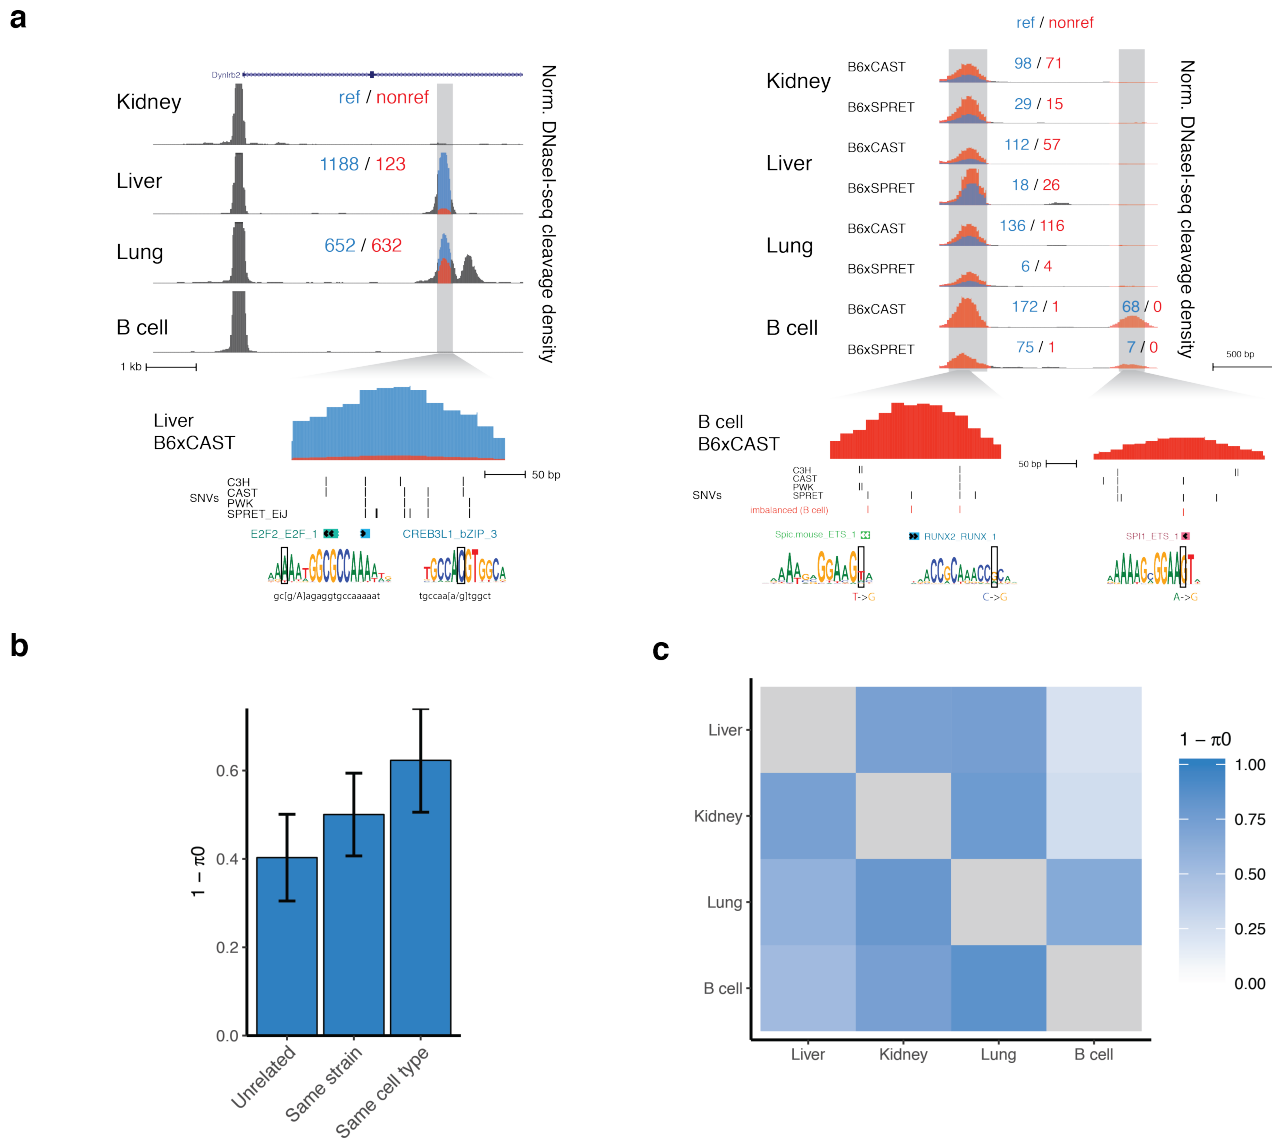 a
Dynlrb2
ref / nonref
Kidney
1188 / 123
Liver
652 / 632
Lung
B cell
1 kb
Norm. DNaseI-seq cleavage density
Liver
B6xCAST
50 bp
SNVs
C3H
CAST
PWK
SPRET_EiJ
E2F2_E2F_1
CREB3L1_bZIP_3
gc[g/A]agaggtgccaaaaat
tgccaa[a/g]tggct
ref / nonref
Kidney
B6xCAST
98 / 71
B6xSPRET
29 / 15
Liver
B6xCAST
112 / 57
B6xSPRET
18 / 26
Lung
B6xCAST
136 / 116
B6xSPRET
6 / 4
B cell
B6xCAST
172 / 1
68 / 0
B6xSPRET
75 / 1
7 / 0
Norm. DNaseI-seq cleavage density
500 bp
B cell
B6xCAST
50 bp
SNVs
C3H
CAST
PWK
SPRET
imbalanced (B cell)
Spic.mouse_ETS_1
RUNX2_RUNX_1
SPI1_ETS_1
T->G
C->G
A->G
b
1 − π0
0.6
0.4
0.2
0.0
Unrelated
Same strain
Same cell type
c
Liver
Kidney
Lung
B cell
Liver
Kidney
Lung
B cell
1 − π0
1.00
0.75
0.50
0.25
0.00